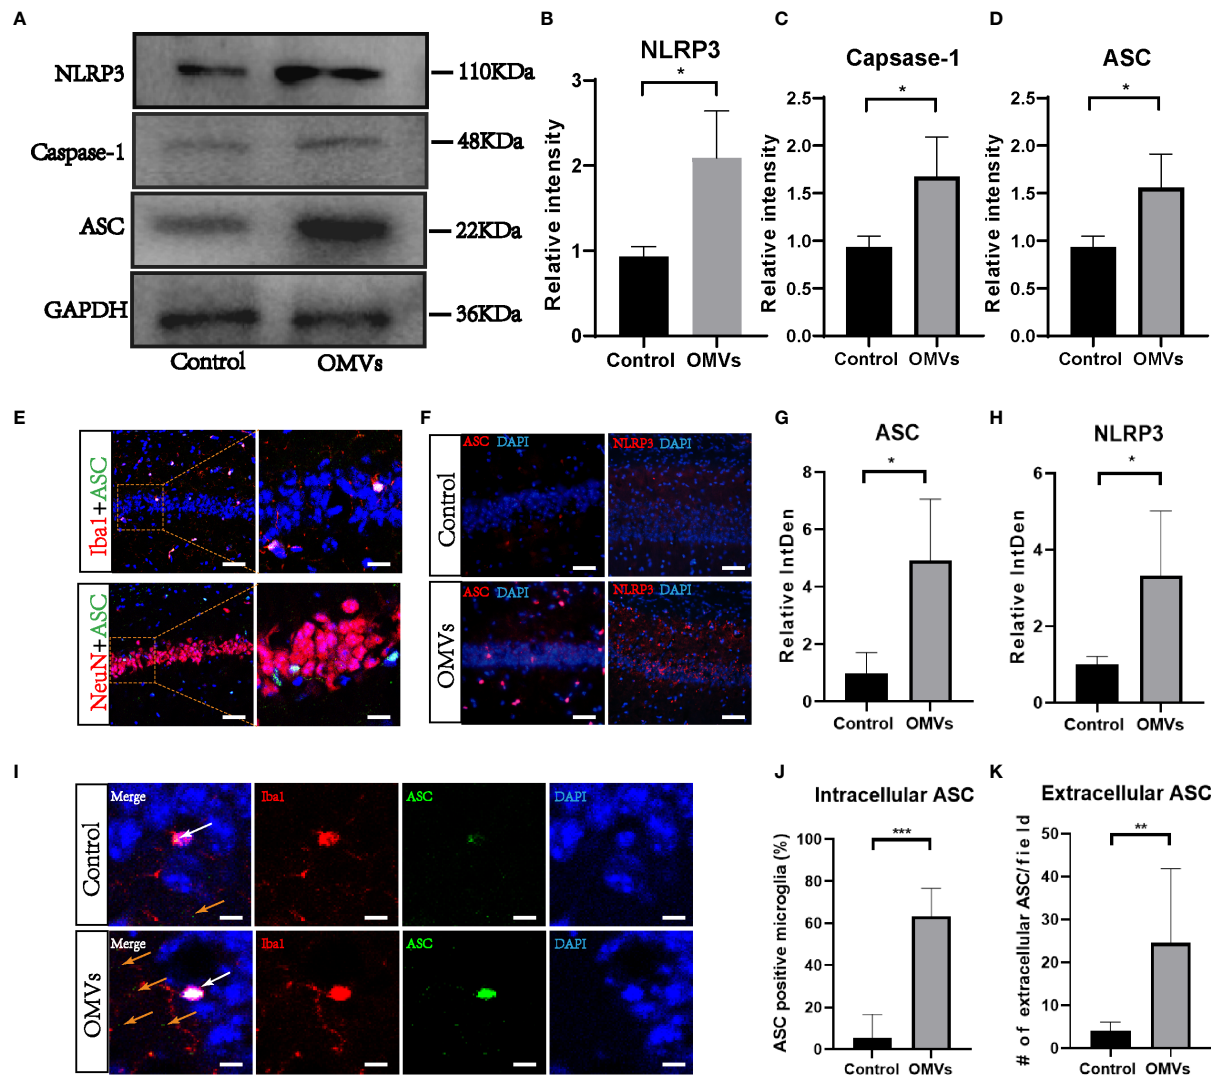 A
NLRP3
110KDa
Caspase-1
48KDa
ASC
22KDa
GAPDH
36KDa
Control OMVs
B
NLRP3
*
Relative intensity
3
2
1
0
Control OMVs
C
Capsase-1
*
Relative intensity
2.5
2.0
1.5
1.0
0.5
0.0
Control OMVs
D
ASC
*
Relative intensity
2.5
2.0
1.5
1.0
0.5
0.0
Control OMVs
E
Iba1+ASC
NeuN+ASC
F
Control
ASC DAPI
NLRP3 DAPI
OMVs
ASC DAPI
NLRP3 DAPI
G
ASC
*
Relative IntDen
8
6
4
2
0
Control OMVs
H
NLRP3
*
Relative IntDen
6
4
2
0
Control OMVs
I
Control
Merge
Iba1
ASC
DAPI
OMVs
Merge
Iba1
ASC
DAPI
J
Intracellular ASC
***
ASC positive microglia (%)
100
80
60
40
20
0
Control OMVs
K
Extracellular ASC
**
# of extracellular ASC/field
50
40
30
20
10
0
Control OMVs